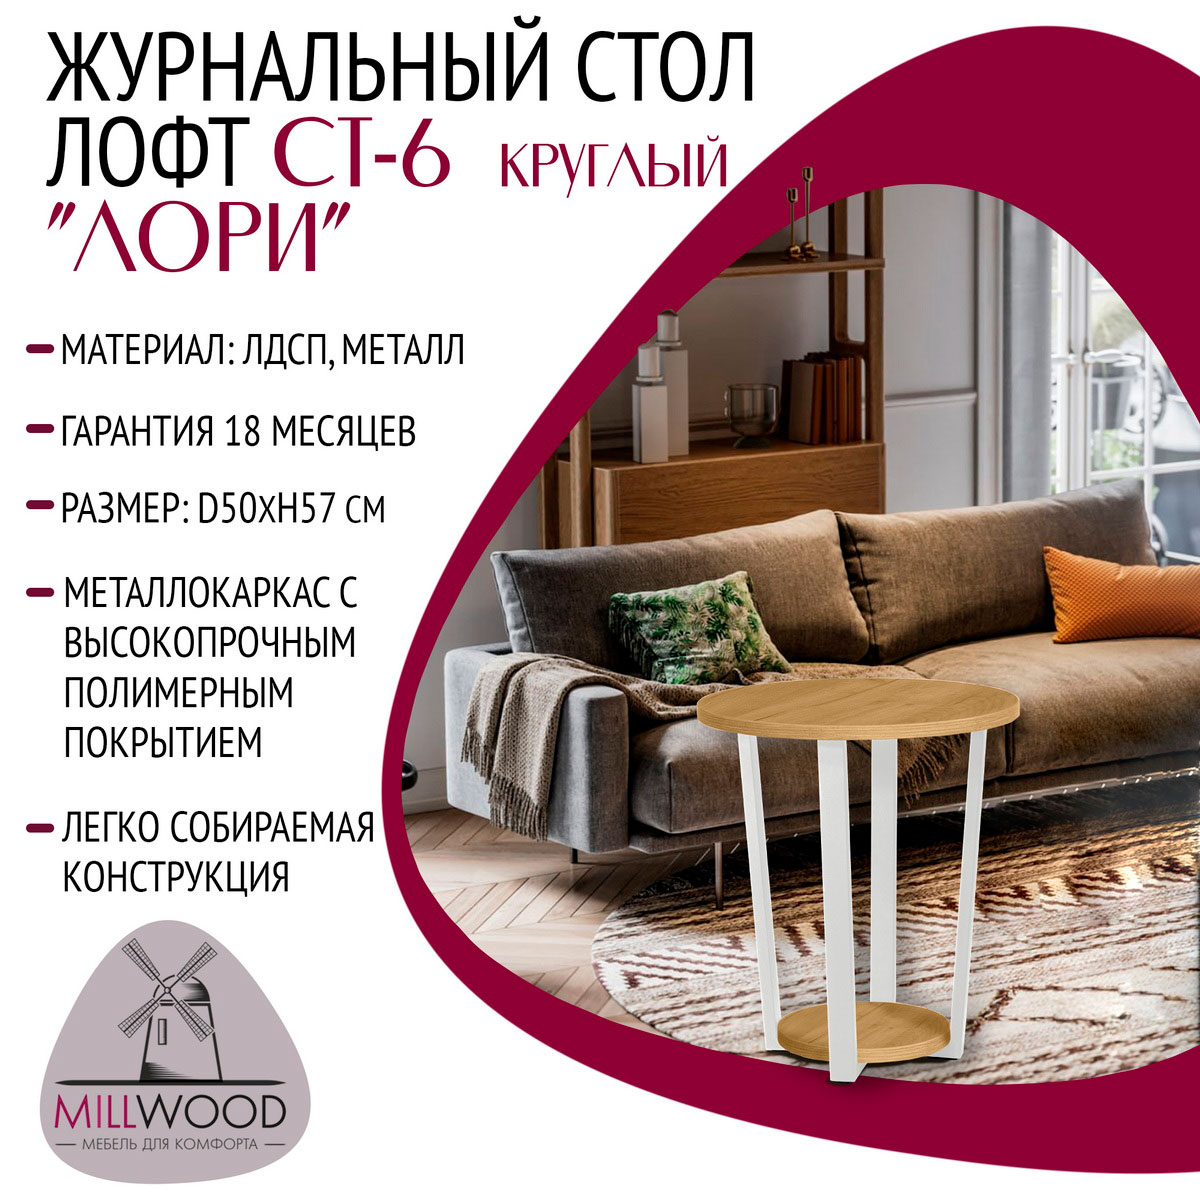 ЖУРНАЛЬНЫЙ СТОЛ
ЛОФТ СТ-6 КРУГЛЫЙ
"ЛОРИ"
МАТЕРИАЛ: ЛДСП, МЕТАЛЛ
ГАРАНТИЯ 18 МЕСЯЦЕВ
РАЗМЕР: D50xH57 СМ
МЕТАЛЛОКАРКАС С
ВЫСОКОПРОЧНЫМ
ПОЛИМЕРНЫМ
ПОКРЫТИЕМ
ЛЕГКО СОБИРАЕМАЯ
КОНСТРУКЦИЯ
MILLWOOD
— МЕБЕЛЬ ДЛЯ КОМФОРТА —